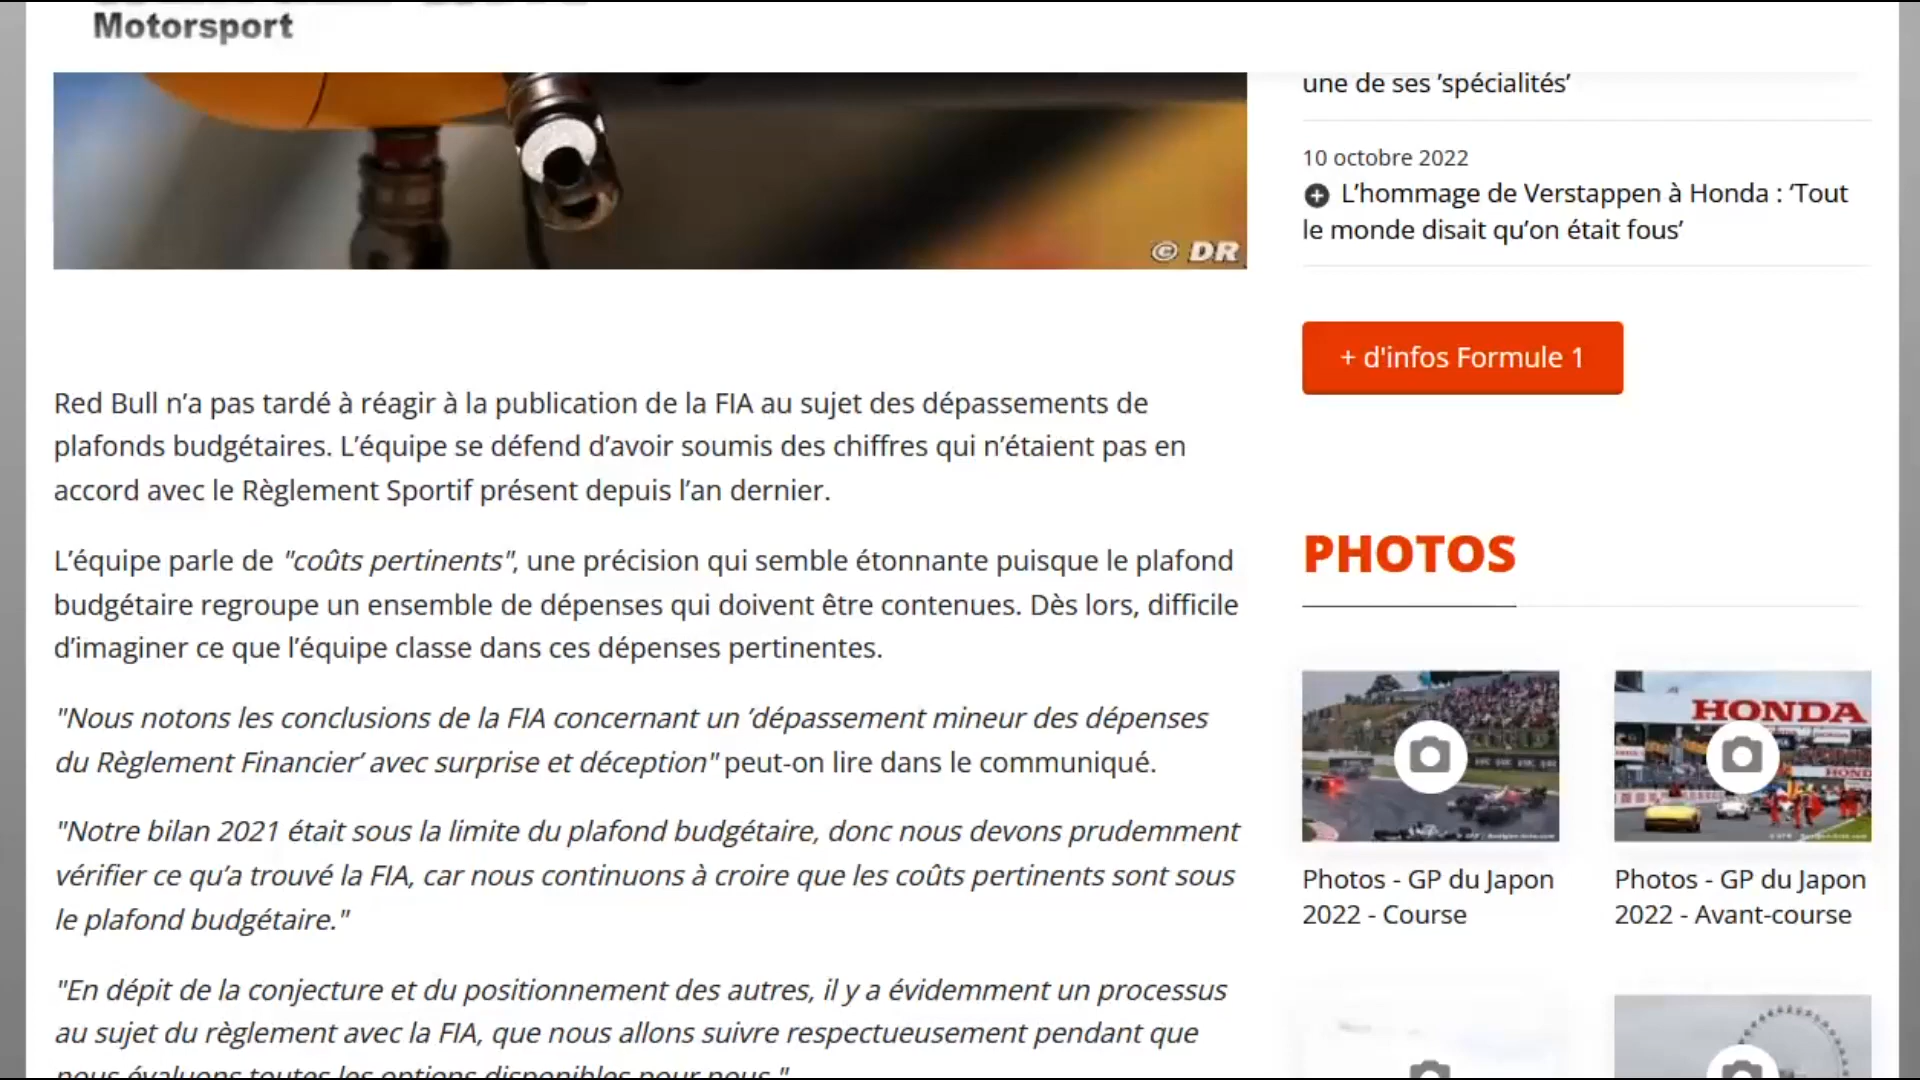 Motorsport
© DR
Red Bull n’a pas tardé à réagir à la publication de la FIA au sujet des dépassements de
plafonds budgétaires. L’équipe se défend d’avoir soumis des chiffres qui n’étaient pas en
accord avec le Règlement Sportif présent depuis l’an dernier.
L’équipe parle de "coûts pertinents", une précision qui semble étonnante puisque le plafond
budgétaire regroupe un ensemble de dépenses qui doivent être contenues. Dès lors, difficile
d’imaginer ce que l’équipe classe dans ces dépenses pertinentes.
"Nous notons les conclusions de la FIA concernant un ’dépassement mineur des dépenses
du Règlement Financier’ avec surprise et déception" peut-on lire dans le communiqué.
"Notre bilan 2021 était sous la limite du plafond budgétaire, donc nous devons prudemment
vérifier ce qu’a trouvé la FIA, car nous continuons à croire que les coûts pertinents sont sous
le plafond budgétaire."
"En dépit de la conjecture et du positionnement des autres, il y a évidemment un processus
au sujet du règlement avec la FIA, que nous allons suivre respectueusement pendant que
nous évaluons toutes les options disponibles pour nous."
une de ses ’spécialités’
10 octobre 2022
L’hommage de Verstappen à Honda : ‘Tout
le monde disait qu’on était fous’
+ d'infos Formule 1
PHOTOS
HONDA
HONDA
Photos - GP du Japon
2022 - Course
Photos - GP du Japon
2022 - Avant-course